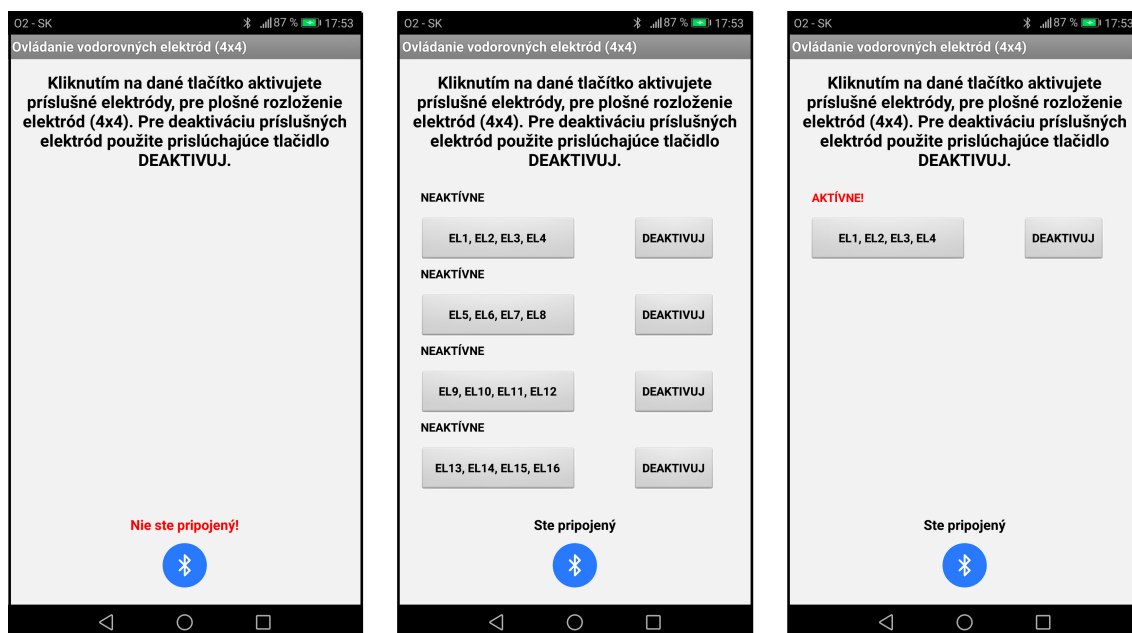 O2 - SK 87 % 17:53
Ovládanie vodorovných elektród (4x4)
Kliknutím na dané tlačítko aktivujete
príslušné elektródy, pre plošné rozloženie
elektród (4x4). Pre deaktiváciu príslušných
elektród použite prislúchajúce tlačidlo
DEAKTIVUJ.
Nie ste pripojený!
O2 - SK 87 % 17:53
Ovládanie vodorovných elektród (4x4)
Kliknutím na dané tlačítko aktivujete
príslušné elektródy, pre plošné rozloženie
elektród (4x4). Pre deaktiváciu príslušných
elektród použite prislúchajúce tlačidlo
DEAKTIVUJ.
NEAKTÍVNE
EL1, EL2, EL3, EL4 DEAKTIVUJ
NEAKTÍVNE
EL5, EL6, EL7, EL8 DEAKTIVUJ
NEAKTÍVNE
EL9, EL10, EL11, EL12 DEAKTIVUJ
NEAKTÍVNE
EL13, EL14, EL15, EL16 DEAKTIVUJ
Ste pripojený
O2 - SK 87 % 17:53
Ovládanie vodorovných elektród (4x4)
Kliknutím na dané tlačítko aktivujete
príslušné elektródy, pre plošné rozloženie
elektród (4x4). Pre deaktiváciu príslušných
elektród použite prislúchajúce tlačidlo
DEAKTIVUJ.
AKTÍVNE!
EL1, EL2, EL3, EL4 DEAKTIVUJ
Ste pripojený